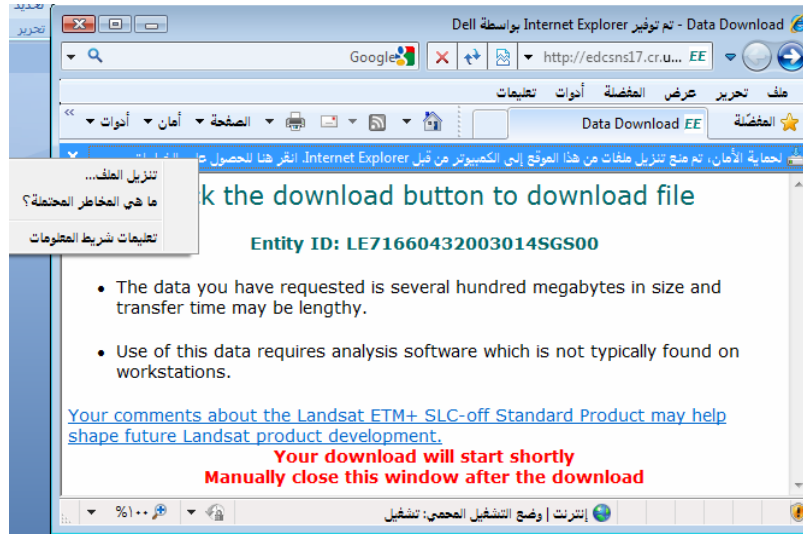 تحديد
تحرير
Data Download - تم توفير Internet Explorer بواسطة Dell
http://edcsns17.cr.u... EE
Google
ملف تحرير عرض المفضلة أدوات تعليمات
المفضّلة
Data Download EE
الصفحة أمان أدوات
لحماية الأمان، تم منع تنزيل ملفات من هذا الموقع إلى الكمبيوتر من قبل Internet Explorer. انقر هنا للحصول
تنزيل الملف...
ما هي المخاطر المحتملة؟
تعليمات شريط المعلومات
k the download button to download file
Entity ID: LE71660432003014SGS00
• The data you have requested is several hundred megabytes in size and
transfer time may be lengthy.
• Use of this data requires analysis software which is not typically found on
workstations.
Your comments about the Landsat ETM+ SLC-off Standard Product may help
shape future Landsat product development.
Your download will start shortly
Manually close this window after the download
إنترنت | وضع التشغيل المحمي: تشغيل
%١٠٠